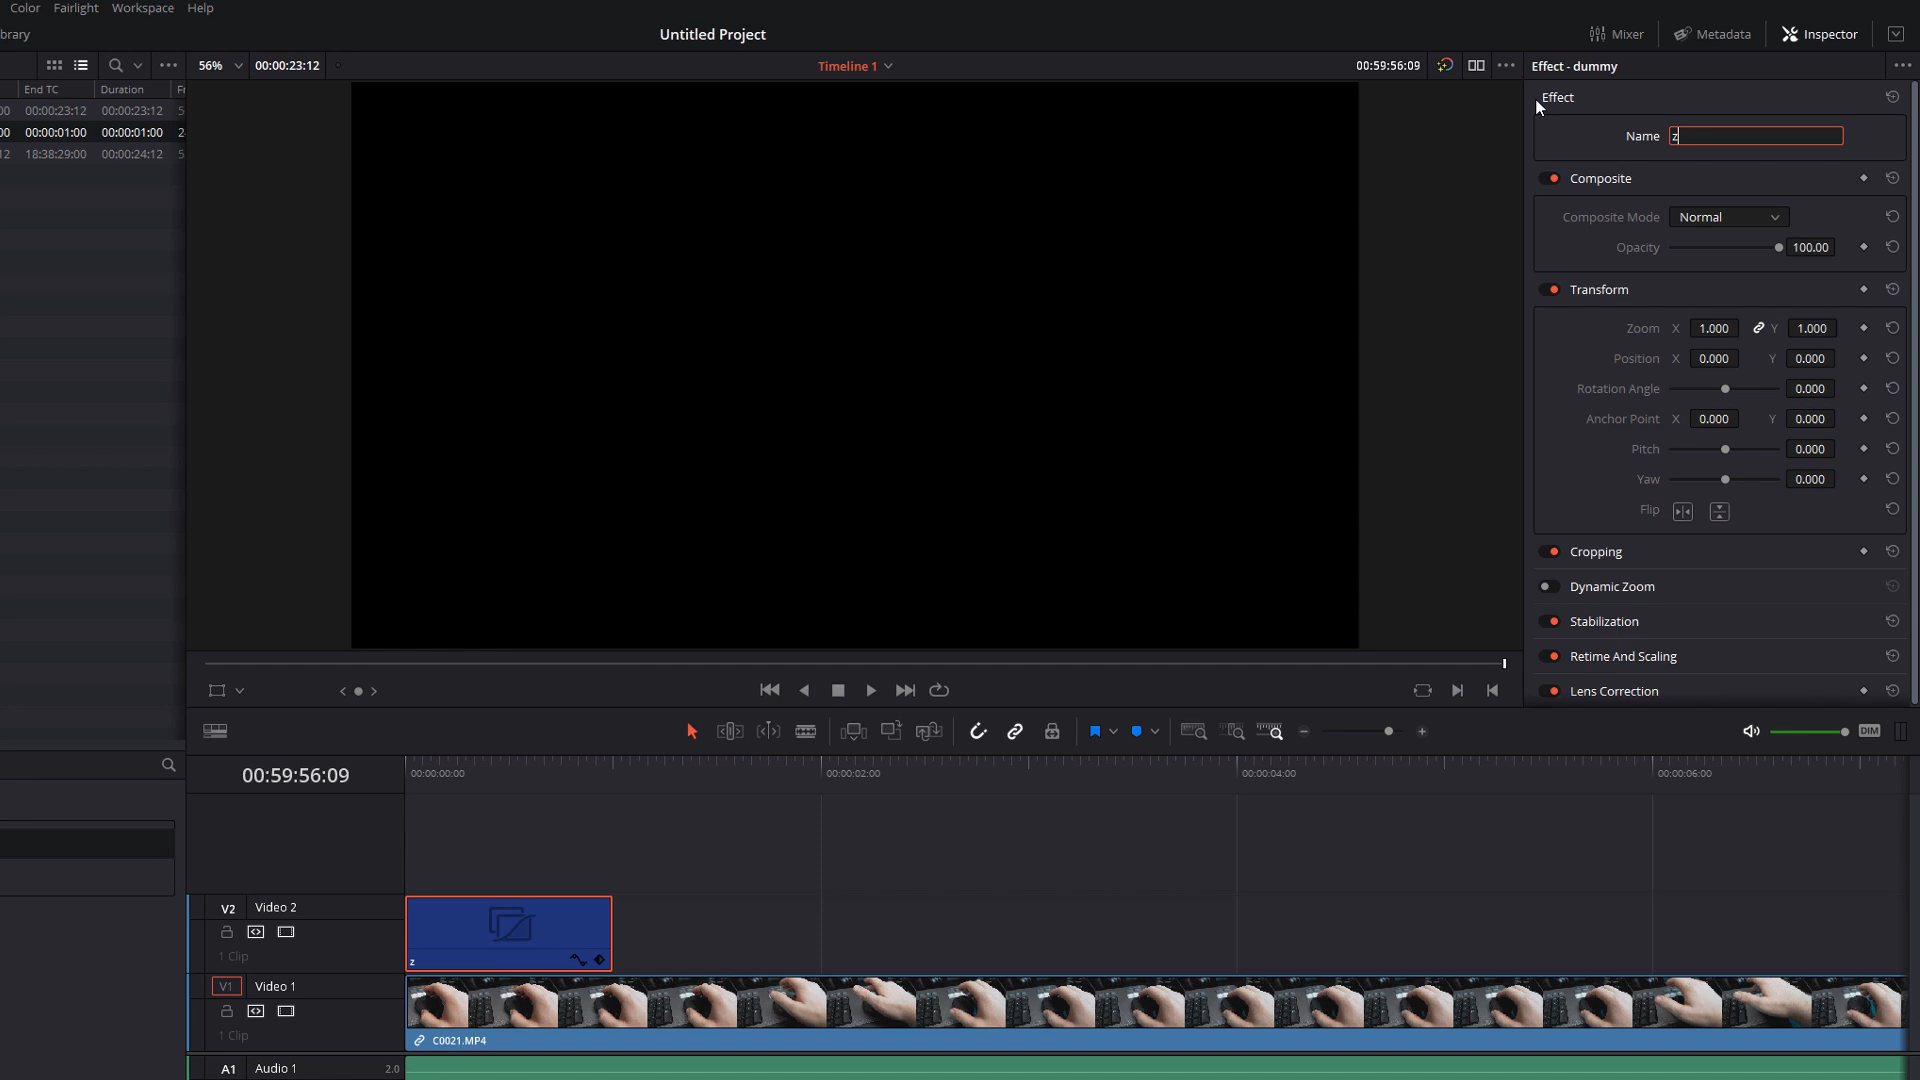 Color Fairlight Workspace Help
brary
Untitled Project
Mixer Metadata Inspector
56% 00:00:23:12 Timeline 1 00:59:56:09
Effect - dummy
End TC Duration Fr
00 00:00:23:12 00:00:23:12 5
00 00:00:01:00 00:00:01:00 2
12 18:38:29:00 00:00:24:12 5
Effect
Name z
Composite
Composite Mode Normal
Opacity 100.00
Transform
Zoom X 1.000 Y 1.000
Position X 0.000 Y 0.000
Rotation Angle 0.000
Anchor Point X 0.000 Y 0.000
Pitch 0.000
Yaw 0.000
Flip
Cropping
Dynamic Zoom
Stabilization
Retime And Scaling
Lens Correction
DIM
00:59:56:09
00:00:00:00 00:00:02:00 00:00:04:00 00:00:06:00
V2 Video 2
1 Clip
z
V1 Video 1
1 Clip
C0021.MP4
A1 Audio 1 2.0